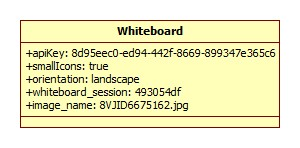 Whiteboard
+apiKey: 8d95eec0-ed94-442f-8669-899347e365c6
+smallIcons: true
+orientation: landscape
+whiteboard_session: 493054df
+image_name: 8VJID6675162.jpg